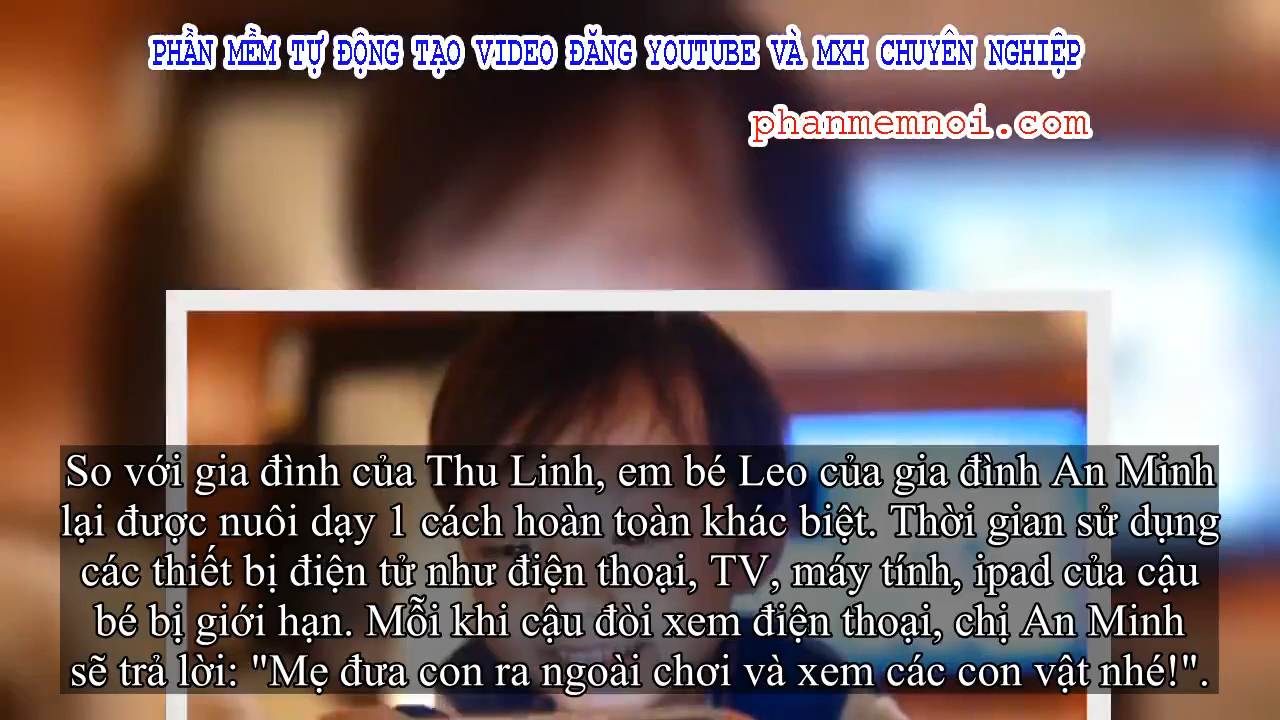 PHẦN MỀM TỰ ĐỘNG TẠO VIDEO ĐĂNG YOUTUBE VÀ MXH CHUYÊN NGHIỆP
phanmemnoi.com
So với gia đình của Thu Linh, em bé Leo của gia đình An Minh
lại được nuôi dạy 1 cách hoàn toàn khác biệt. Thời gian sử dụng
các thiết bị điện tử như điện thoại, TV, máy tính, ipad của cậu
bé bị giới hạn. Mỗi khi cậu đòi xem điện thoại, chị An Minh
sẽ trả lời: "Mẹ đưa con ra ngoài chơi và xem các con vật nhé!".